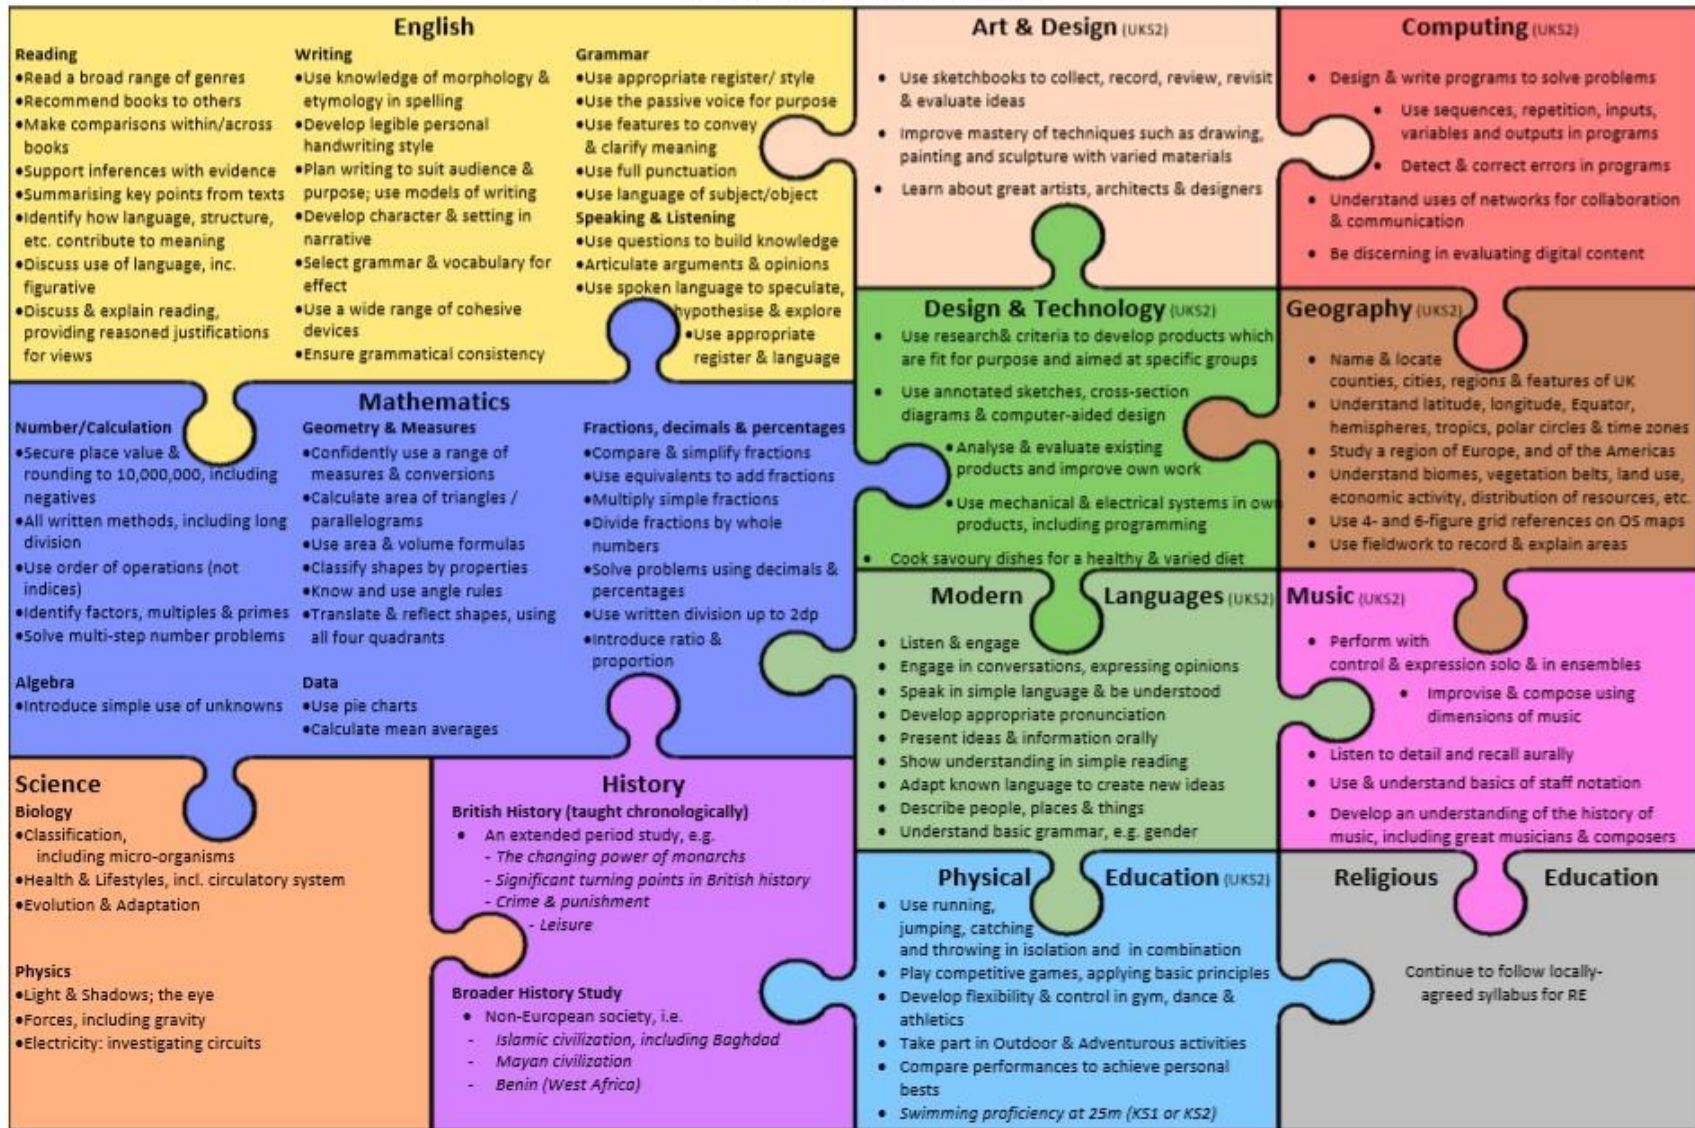 English
Reading
•Read a broad range of genres
•Recommend books to others
•Make comparisons within/across
books
•Support inferences with evidence
•Summarising key points from texts
•Identify how language, structure,
etc. contribute to meaning
•Discuss use of language, inc.
figurative
•Discuss & explain reading,
providing reasoned justifications
for views
Writing
•Use knowledge of morphology &
etymology in spelling
•Develop legible personal
handwriting style
•Plan writing to suit audience &
purpose; use models of writing
•Develop character & setting in
narrative
•Select grammar & vocabulary for
effect
•Use a wide range of cohesive
devices
•Ensure grammatical consistency
Grammar
•Use appropriate register/ style
•Use the passive voice for purpose
•Use features to convey
& clarify meaning
•Use full punctuation
•Use language of subject/object
Speaking & Listening
•Use questions to build knowledge
•Articulate arguments & opinions
•Use spoken language to speculate,
hypothesise & explore
•Use appropriate
register & language
Art & Design (UKS2)
• Use sketchbooks to collect, record, review, revisit
& evaluate ideas
• Improve mastery of techniques such as drawing,
painting and sculpture with varied materials
• Learn about great artists, architects & designers
Computing (UKS2)
• Design & write programs to solve problems
• Use sequences, repetition, inputs,
variables and outputs in programs
• Detect & correct errors in programs
• Understand uses of networks for collaboration
& communication
• Be discerning in evaluating digital content
Mathematics
Number/Calculation
•Secure place value &
rounding to 10,000,000, including
negatives
•All written methods, including long
division
•Use order of operations (not
indices)
•Identify factors, multiples & primes
•Solve multi-step number problems
Algebra
•Introduce simple use of unknowns
Geometry & Measures
•Confidently use a range of
measures & conversions
•Calculate area of triangles /
parallelograms
•Use area & volume formulas
•Classify shapes by properties
•Know and use angle rules
•Translate & reflect shapes, using
all four quadrants
Data
•Use pie charts
•Calculate mean averages
Fractions, decimals & percentages
•Compare & simplify fractions
•Use equivalents to add fractions
•Multiply simple fractions
•Divide fractions by whole
numbers
•Solve problems using decimals &
percentages
•Use written division up to 2dp
•Introduce ratio &
proportion
Design & Technology (UKS2)
• Use research& criteria to develop products which
are fit for purpose and aimed at specific groups
• Use annotated sketches, cross-section
diagrams & computer-aided design
•Analyse & evaluate existing
products and improve own work
•Use mechanical & electrical systems in own
products, including programming
• Cook savoury dishes for a healthy & varied diet
Geography (UKS2)
• Name & locate
counties, cities, regions & features of UK
• Understand latitude, longitude, Equator,
hemispheres, tropics, polar circles & time zones
• Study a region of Europe, and of the Americas
• Understand biomes, vegetation belts, land use,
economic activity, distribution of resources, etc.
• Use 4- and 6-figure grid references on OS maps
• Use fieldwork to record & explain areas
Modern Languages (UKS2)
• Listen & engage
• Engage in conversations, expressing opinions
• Speak in simple language & be understood
• Develop appropriate pronunciation
• Present ideas & information orally
• Show understanding in simple reading
• Adapt known language to create new ideas
• Describe people, places & things
• Understand basic grammar, e.g. gender
Music (UKS2)
• Perform with
control & expression solo & in ensembles
• Improvise & compose using
dimensions of music
• Listen to detail and recall aurally
• Use & understand basics of staff notation
• Develop an understanding of the history of
music, including great musicians & composers
Science
Biology
•Classification,
including micro-organisms
•Health & Lifestyles, incl. circulatory system
•Evolution & Adaptation
Physics
•Light & Shadows; the eye
•Forces, including gravity
•Electricity: investigating circuits
History
British History (taught chronologically)
• An extended period study, e.g.
- The changing power of monarchs
- Significant turning points in British history
- Crime & punishment
- Leisure
Broader History Study
• Non-European society, i.e.
- Islamic civilization, including Baghdad
- Mayan civilization
- Benin (West Africa)
Physical Education (UKS2)
• Use running,
jumping, catching
and throwing in isolation and in combination
• Play competitive games, applying basic principles
• Develop flexibility & control in gym, dance &
athletics
• Take part in Outdoor & Adventurous activities
• Compare performances to achieve personal
bests
• Swimming proficiency at 25m (KS1 or KS2)
Religious Education
Continue to follow locally-
agreed syllabus for RE